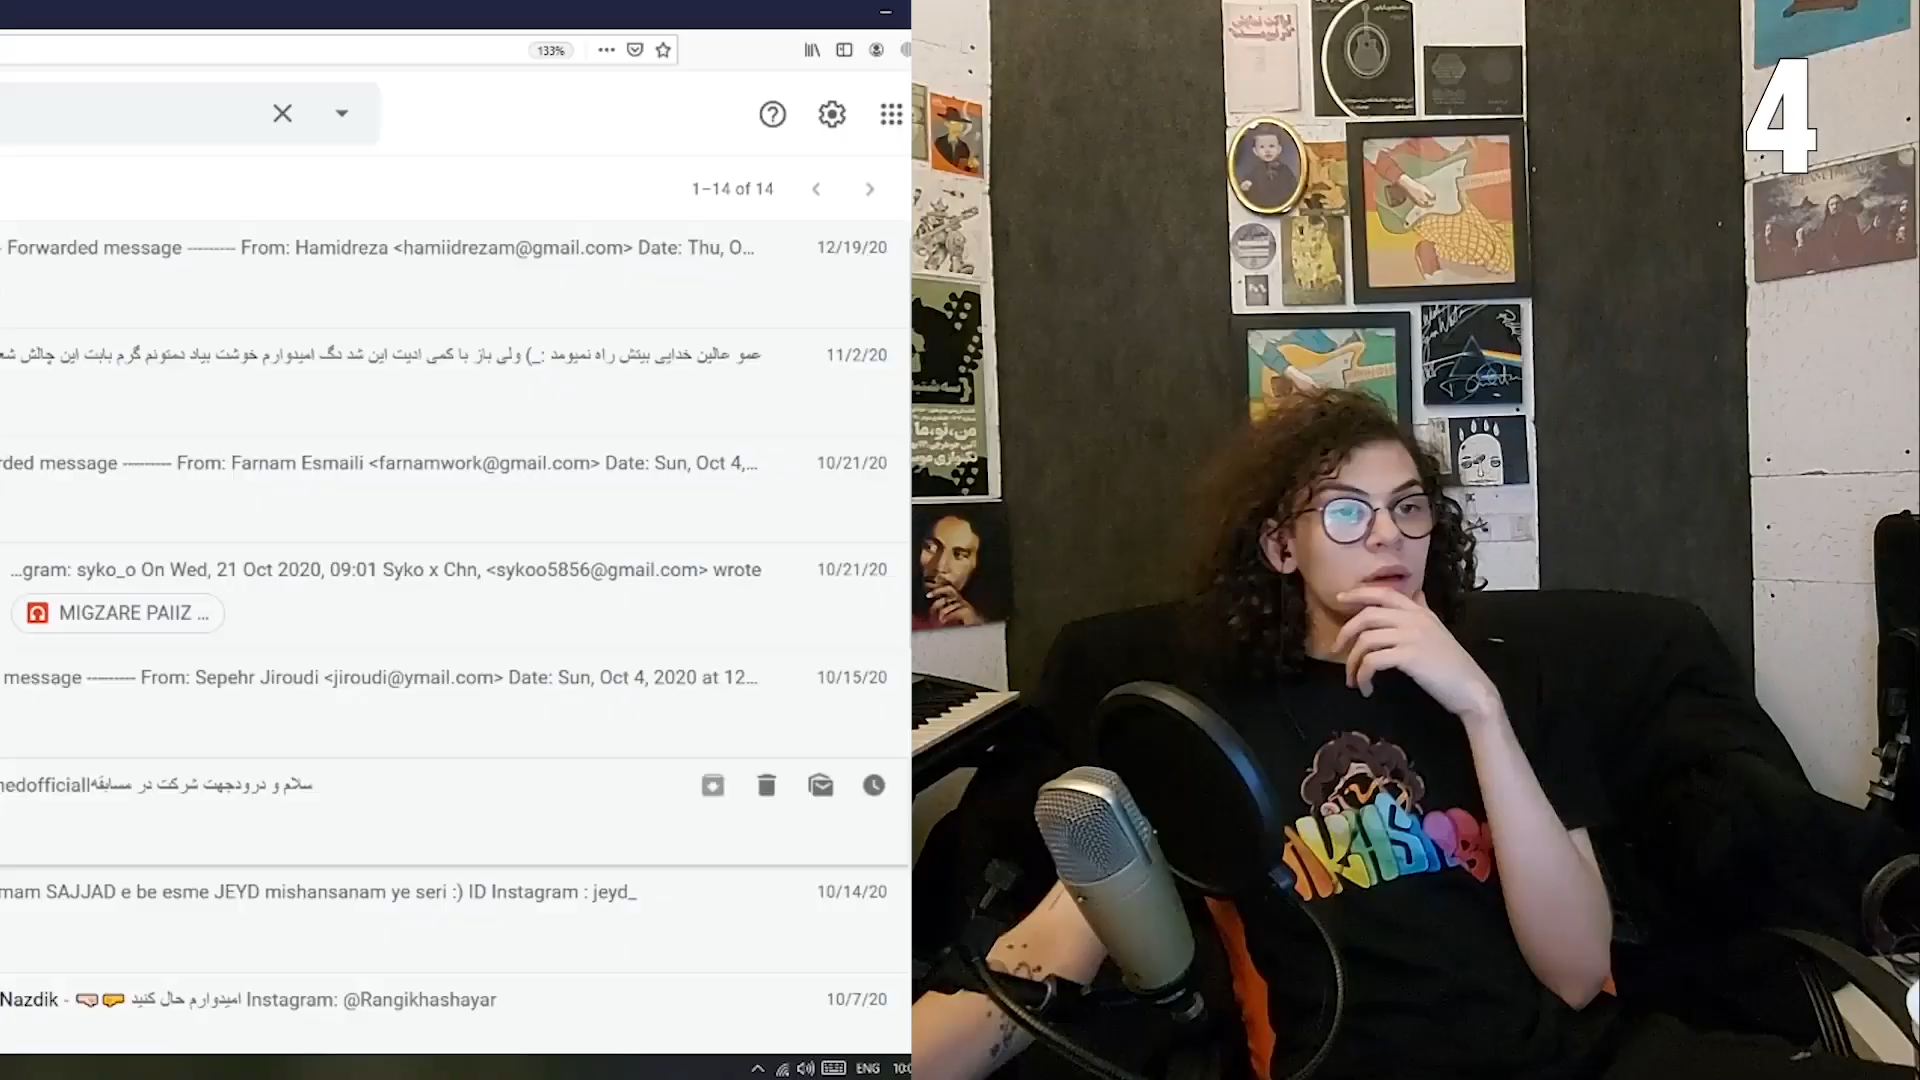 133%
4
1–14 of 14
Forwarded message ---------- From: Hamidreza <hamiidrezam@gmail.com> Date: Thu, O...
12/19/20
عمو عالین خدایی بیتش راه نمیومد :_) ولی باز با کمی ادیت این شد دگ امیدوارم خوشت بیاد دمتونم گرم بابت این چالش
11/2/20
message ---------- From: Farnam Esmaili <farnamwork@gmail.com> Date: Sun, Oct 4,...
10/21/20
...gram: syko_o On Wed, 21 Oct 2020, 09:01 Syko x Chn, <sykoo5856@gmail.com> wrote
10/21/20
MIGZARE PAIIZ ...
message ---------- From: Sepehr Jiroudi <jiroudi@ymail.com> Date: Sun, Oct 4, 2020 at 12...
10/15/20
سلام و درودجهت شرکت در مسابقه
SAJJAD e be esme JEYD mishansanam ye seri :) ID Instagram : jeyd_
10/14/20
Nazdik - امیدوارم حال کنید Instagram: @Rangikhashayar
10/7/20
ENG
من،تو،ما